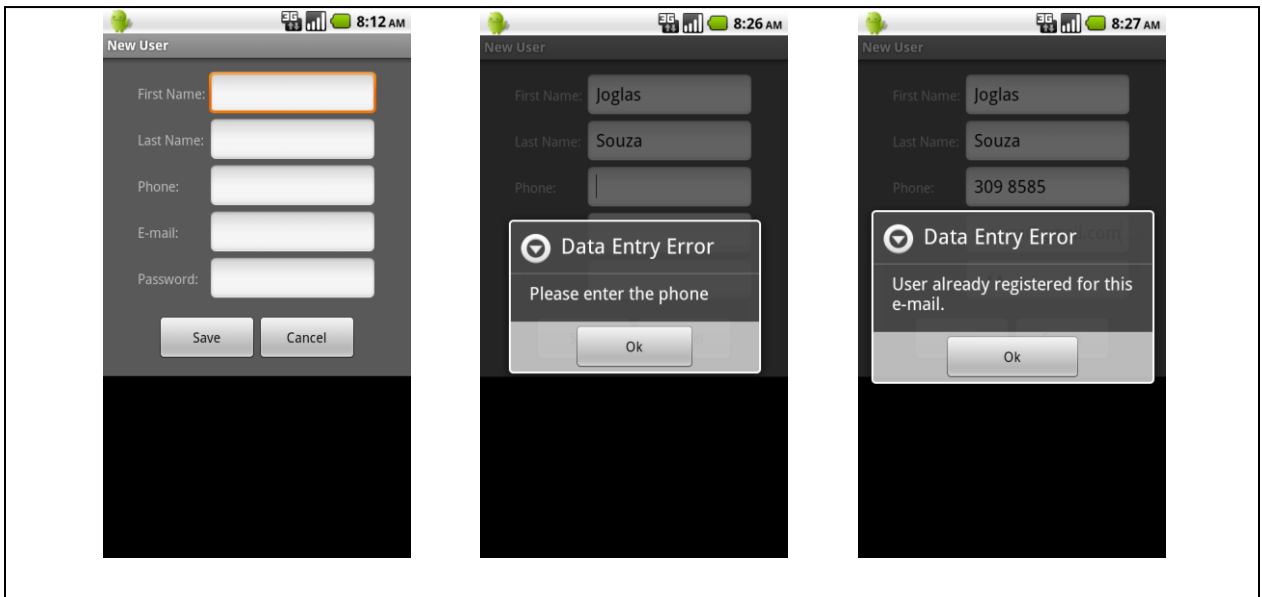 3G 8:12 AM
New User
First Name:
Last Name:
Phone:
E-mail:
Password:
Save Cancel
3G 8:26 AM
New User
First Name: Joglas
Last Name: Souza
Phone:
Data Entry Error
Please enter the phone
Ok
3G 8:27 AM
New User
First Name: Joglas
Last Name: Souza
Phone: 309 8585
Data Entry Error
User already registered for this
e-mail.
Ok